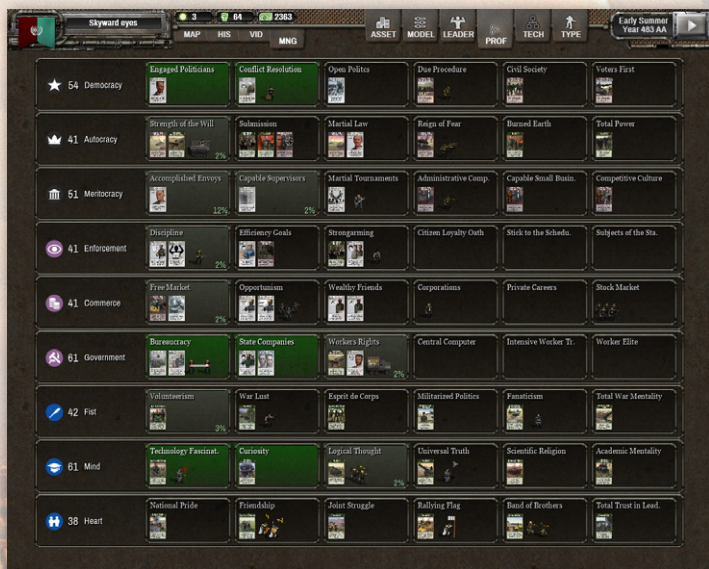 Skyward eyes
3
64
2363
MAP HIS VID MNG
ASSET MODEL LEADER PROF TECH TYPE
Early Summer
Year 483 AA
54 Democracy
Engaged Politicians
Conflict Resolution
Open Politcs
Due Procedure
Civil Society
Voters First
41 Autocracy
Strength of the Will
2%
Submission
Martial Law
Reign of Fear
Burned Earth
Total Power
51 Meritocracy
Accomplished Envoys
12%
Capable Supervisors
2%
Martial Tournaments
Administrative Comp.
Capable Small Busin.
Competitive Culture
41 Enforcement
Discipline
2%
Efficiency Goals
Strongarming
Citizen Loyalty Oath
Stick to the Schedu.
Subjects of the Sta.
41 Commerce
Free Market
2%
Opportunism
Wealthy Friends
Corporations
Private Careers
Stock Market
61 Government
Bureaucracy
State Companies
Workers Rights
2%
Central Computer
Intensive Worker Tr.
Worker Elite
42 Fist
Volunteerism
3%
War Lust
Esprit de Corps
Militarized Politics
Fanaticism
Total War Mentality
61 Mind
Technology Fascinat.
Curiosity
Logical Thought
2%
Universal Truth
Scientific Religion
Academic Mentality
38 Heart
National Pride
Friendship
Joint Struggle
Rallying Flag
Band of Brothers
Total Trust in Lead.